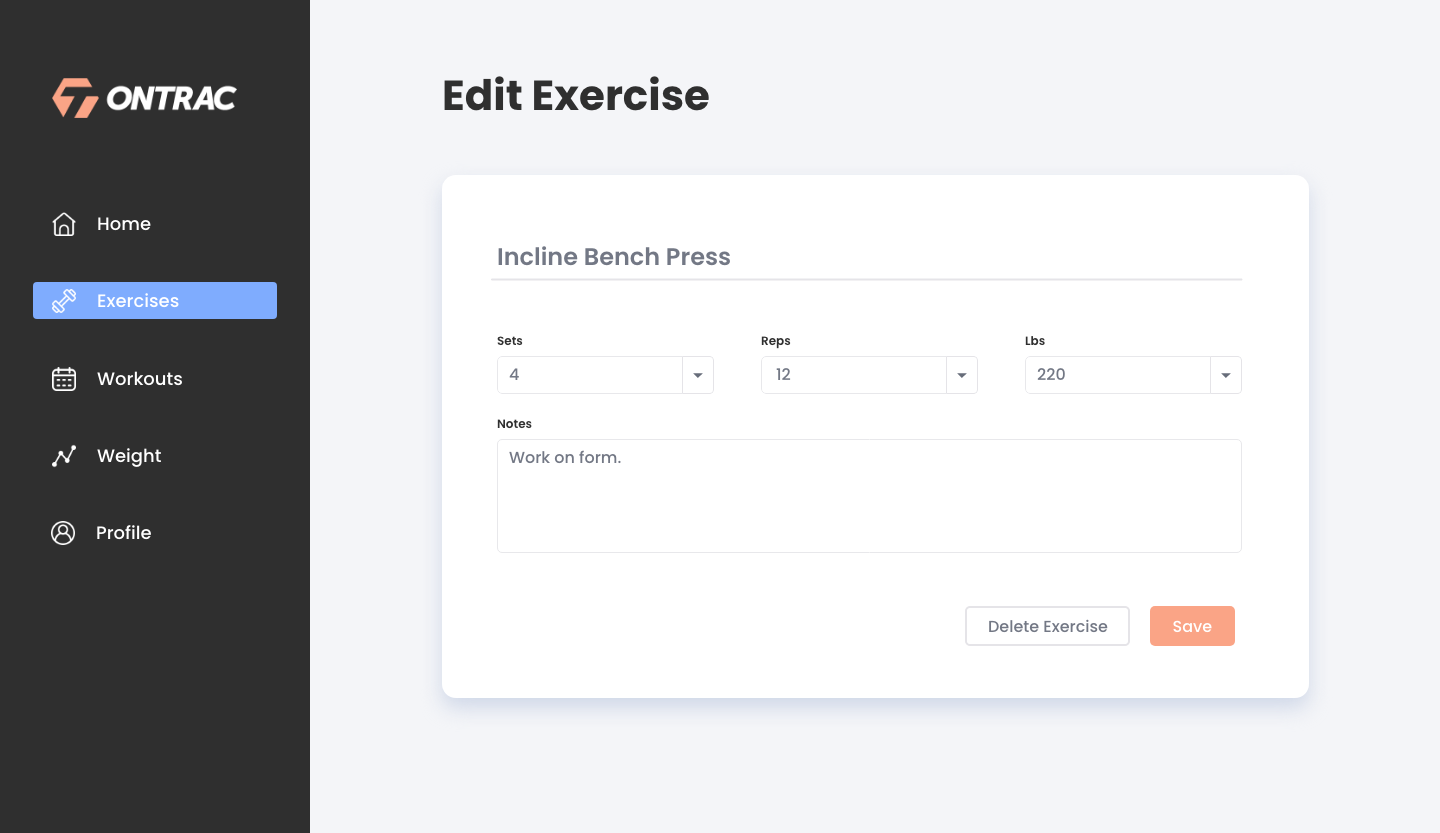 ONTRAC
Home
Exercises
Workouts
Weight
Profile
Edit Exercise
Incline Bench Press
Sets
Reps
Lbs
4
12
220
Notes
Work on form.
Delete Exercise
Save